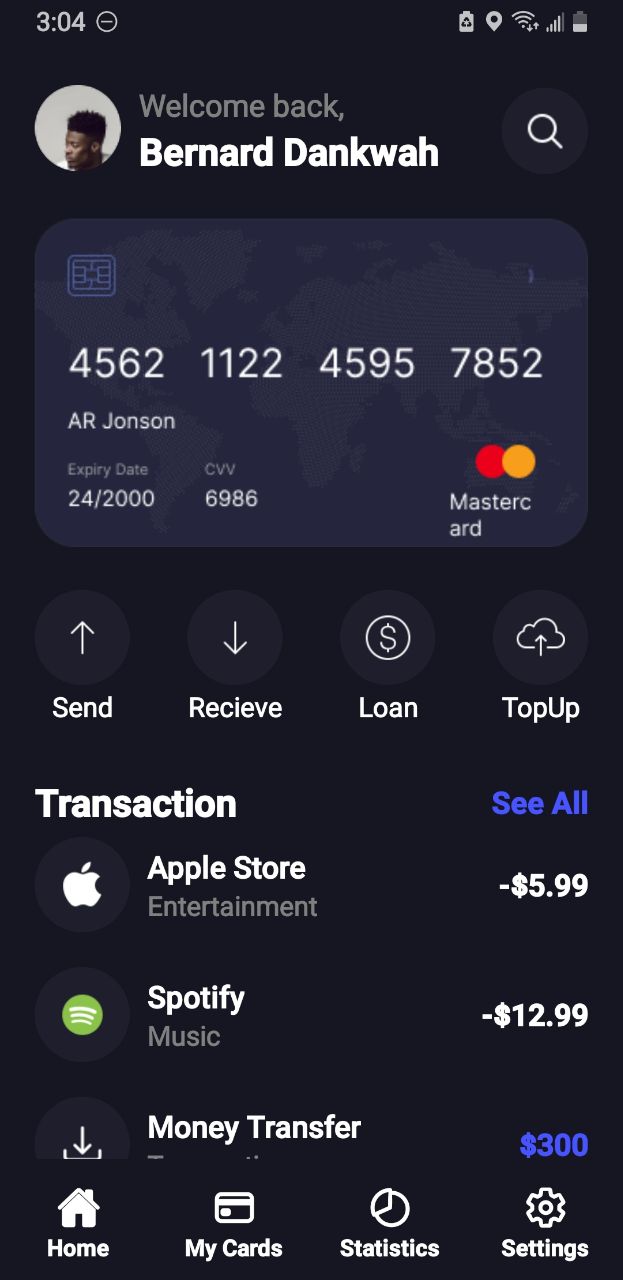 3:04
Welcome back,
Bernard Dankwah
4562 1122 4595 7852
AR Jonson
Expiry Date CVV
24/2000 6986
Masterc
ard
Send Recieve Loan TopUp
Transaction See All
Apple Store
Entertainment
-$5.99
Spotify
Music
-$12.99
Money Transfer
$300
Home My Cards Statistics Settings